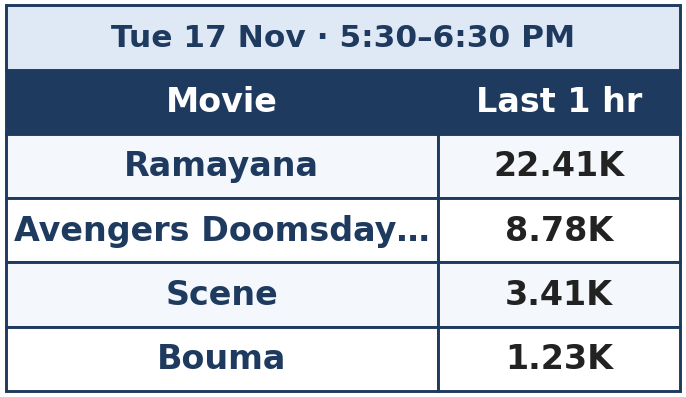 Tue 17 Nov · 5:30–6:30 PM
Movie Last 1 hr
Ramayana 22.41K
Avengers Doomsday... 8.78K
Scene 3.41K
Bouma 1.23K